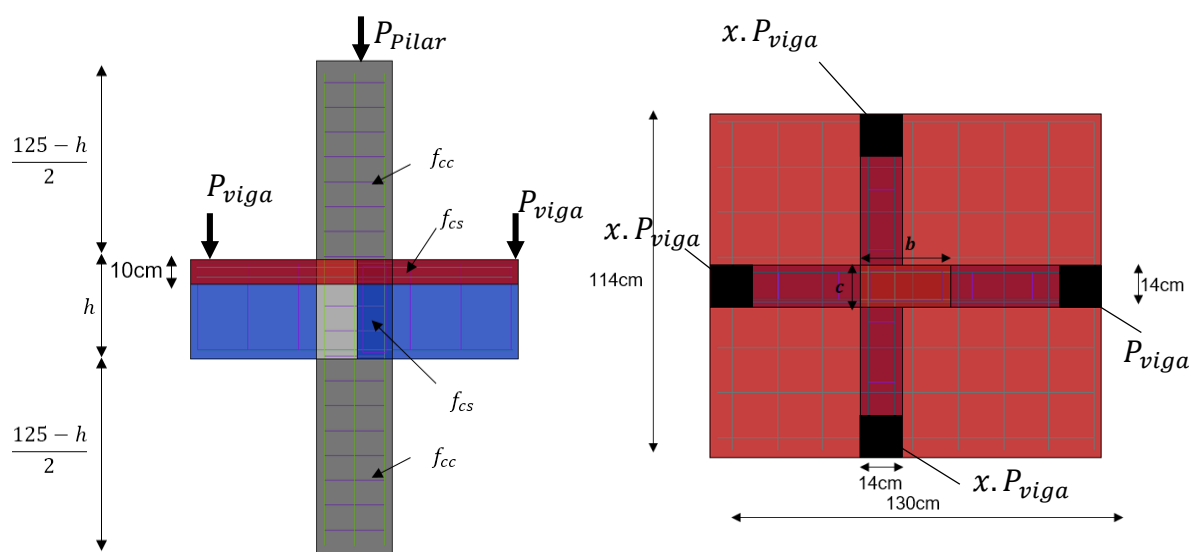 P_Pilar
125 − h
2
P_viga
P_viga
f_cc
f_cs
10cm
h
f_cs
125 − h
2
f_cc
x. P_viga
x. P_viga
b
114cm
c
14cm
P_viga
14cm
x. P_viga
130cm